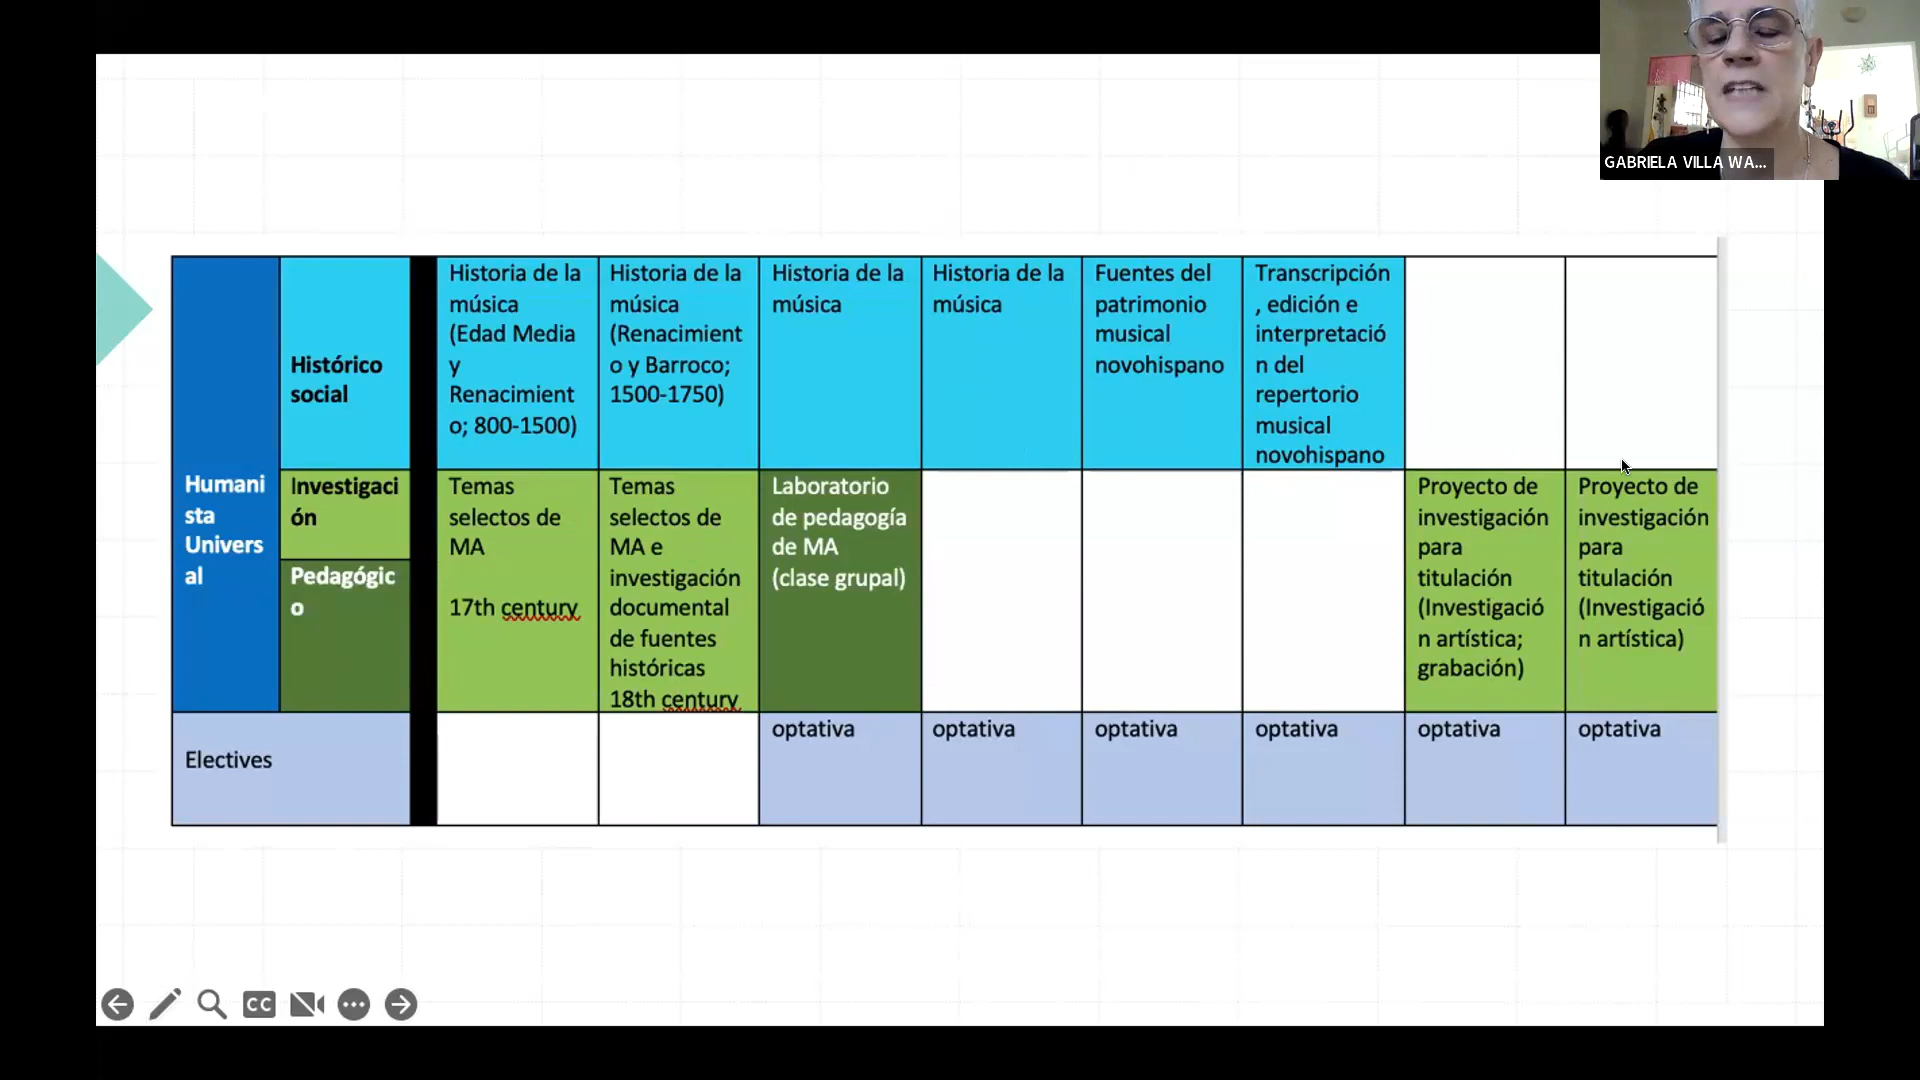 GABRIELA VILLA WA...
Humani
sta
Univers
al
Histórico
social
Historia de la
música
(Edad Media
y
Renacimient
o; 800-1500)
Historia de la
música
(Renacimient
o y Barroco;
1500-1750)
Historia de la
música
Historia de la
música
Fuentes del
patrimonio
musical
novohispano
Transcripción
, edición e
interpretació
n del
repertorio
musical
novohispano
Investigaci
ón
Pedagógic
o
Temas
selectos de
MA
17th century
Temas
selectos de
MA e
investigación
documental
de fuentes
históricas
18th century
Laboratorio
de pedagogía
de MA
(clase grupal)
Proyecto de
investigación
para
titulación
(Investigació
n artística;
grabación)
Proyecto de
investigación
para
titulación
(Investigació
n artística)
Electives
optativa
optativa
optativa
optativa
optativa
optativa
CC